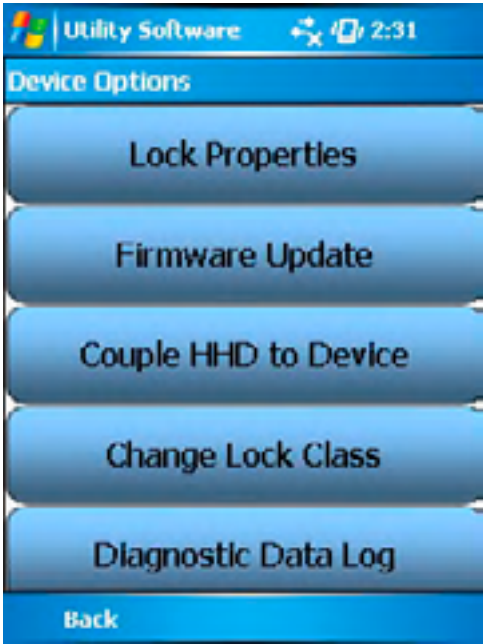 Utility Software 2:31
Device Options
Lock Properties
Firmware Update
Couple HHD to Device
Change Lock Class
Diagnostic Data Log
Back